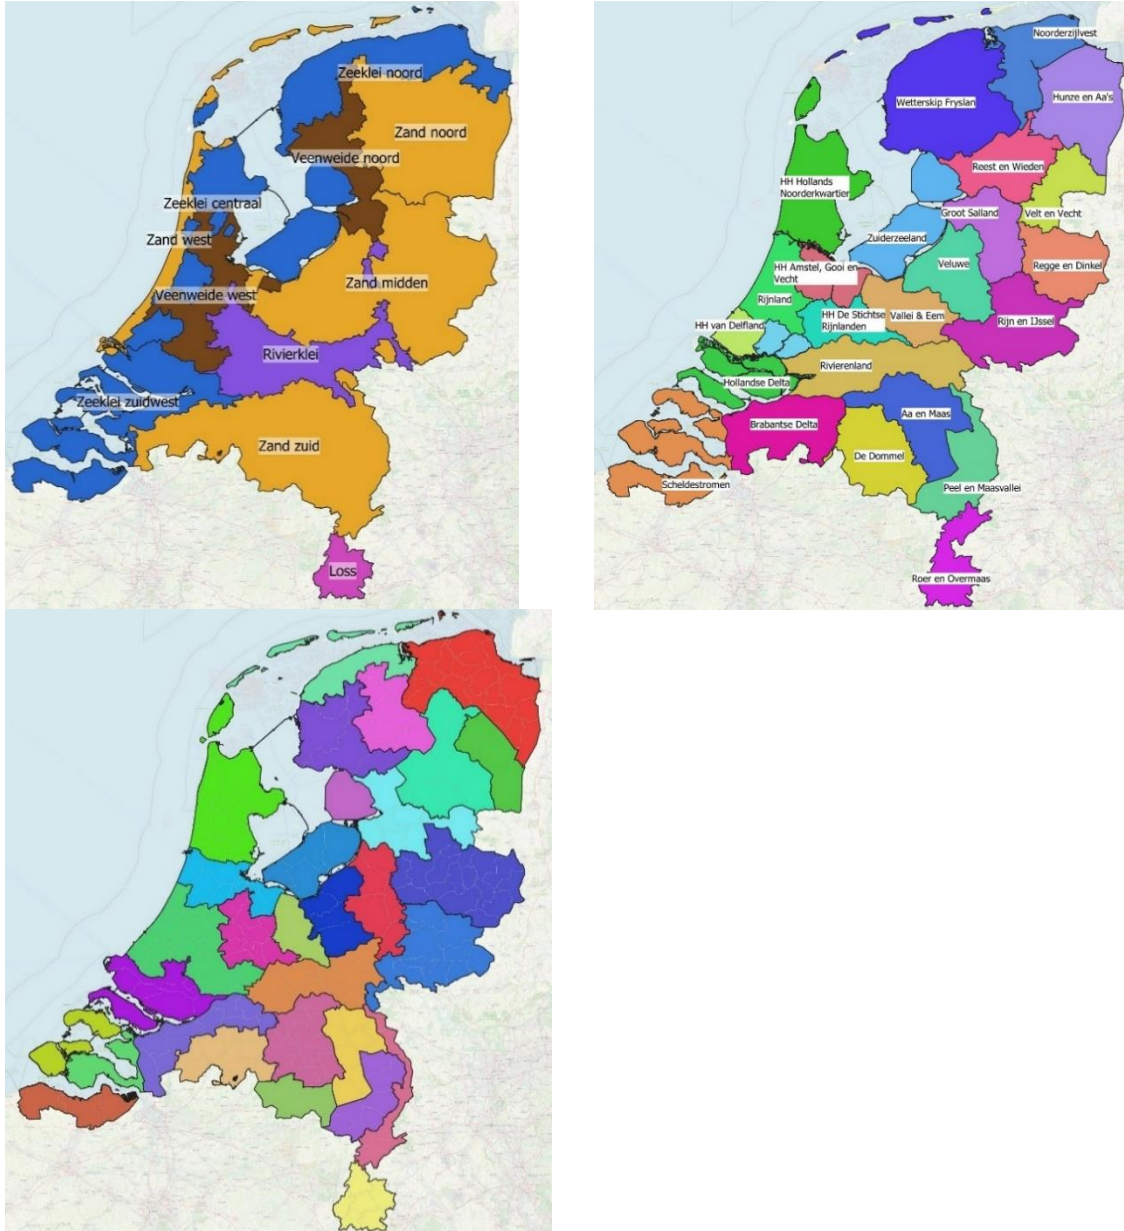 Zeeklei noord
Zand noord
Veenweide noord
Zeeklei centraal
Zand west
Zand midden
Veenweide west
Rivierklei
Zeeklei zuidwest
Zand zuid
Loss
Noorderzijlvest
Wetterskip Fryslan
Hunze en Aa's
Reest en Wieden
HH Hollands
Noorderkwartier
Groot Salland
Velt en Vecht
Zuiderzeeland
HH Amstel, Gooi en
Vecht
Veluwe
Regge en Dinkel
Rijnland
HH De Stichtse
Rijnlanden
Vallei & Eem
Rijn en IJssel
HH van Delfland
Rivierenland
Hollandse Delta
Aa en Maas
Brabantse Delta
De Dommel
Scheldestromen
Peel en Maasvallei
Roer en Overmaas